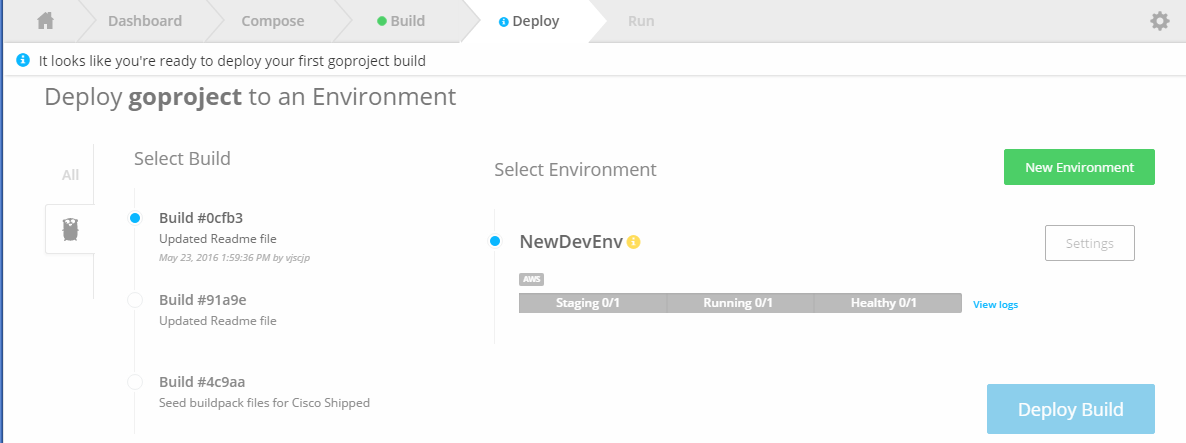 Dashboard
Compose
Build
Deploy
Run
It looks like you're ready to deploy your first goproject build
Deploy goproject to an Environment
All
Select Build
Build #0cfb3
Updated Readme file
May 23, 2016 1:59:36 PM by vjscjp
Build #91a9e
Updated Readme file
Build #4c9aa
Seed buildpack files for Cisco Shipped
Select Environment
New Environment
NewDevEnv
Settings
AWS
Staging 0/1
Running 0/1
Healthy 0/1
View logs
Deploy Build